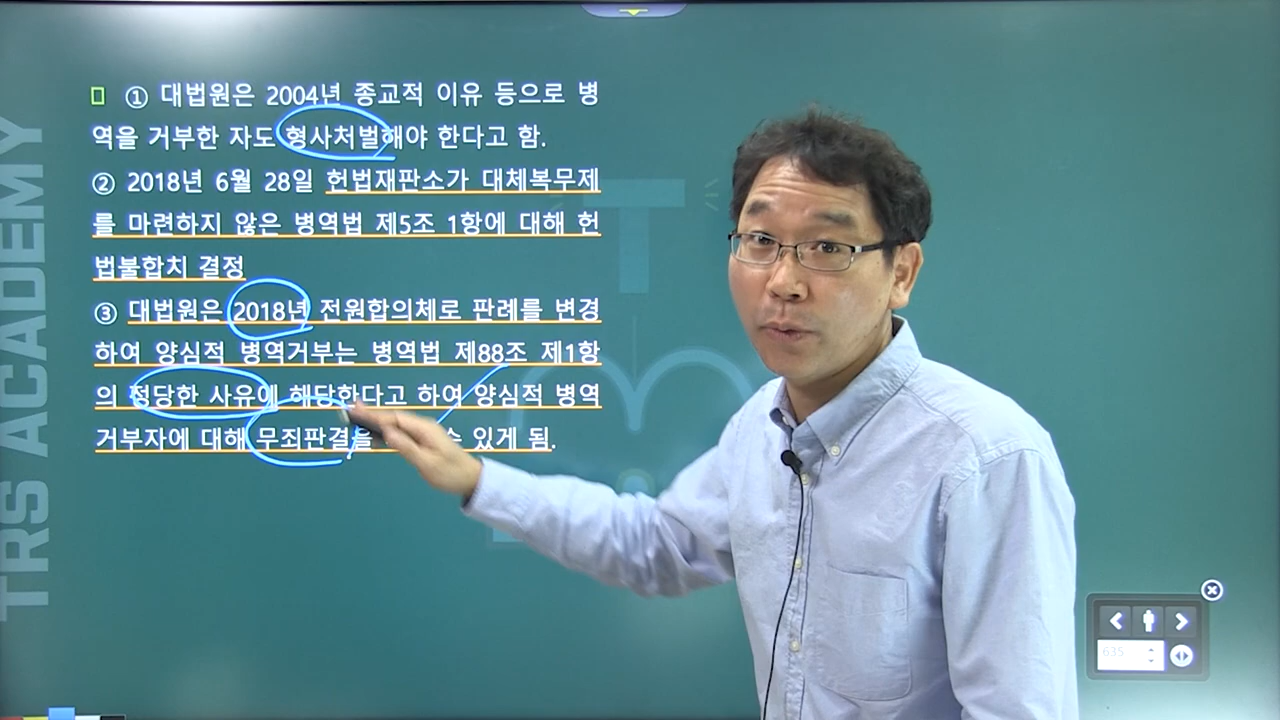 ① 대법원은 2004년 종교적 이유 등으로 병
역을 거부한 자도 형사처벌해야 한다고 함.
② 2018년 6월 28일 헌법재판소가 대체복무제
를 마련하지 않은 병역법 제5조 1항에 대해 헌
법불합치 결정
③ 대법원은 2018년 전원합의체로 판례를 변경
하여 양심적 병역거부는 병역법 제88조 제1항
의 정당한 사유에 해당한다고 하여 양심적 병역
거부자에 대해 무죄판결을 수 있게 됨.
TRS ACADEMY
635